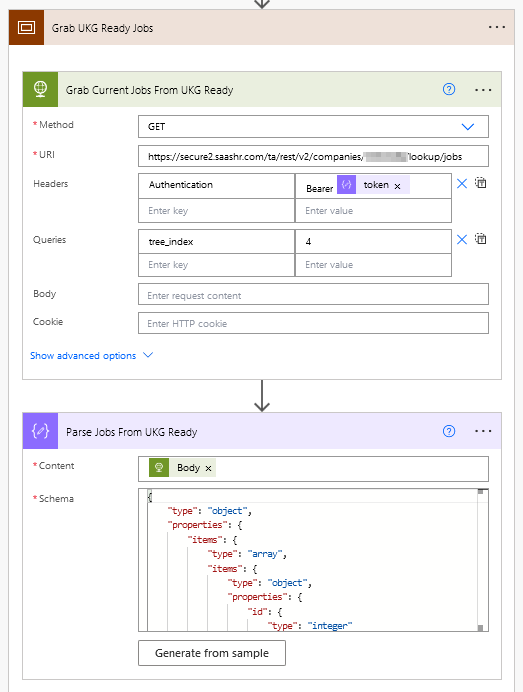 Grab UKG Ready Jobs
Grab Current Jobs From UKG Ready
* Method GET
* URI https://secure2.saashr.com/ta/rest/v2/companies/ /lookup/jobs
Headers Authentication Bearer token ×
Enter key Enter value
Queries tree_index 4
Enter key Enter value
Body Enter request content
Cookie Enter HTTP cookie
Show advanced options
Parse Jobs From UKG Ready
* Content Body ×
* Schema {
"type": "object",
"properties": {
"items": {
"type": "array",
"items": {
"type": "object",
"properties": {
"id": {
"type": "integer"
Generate from sample